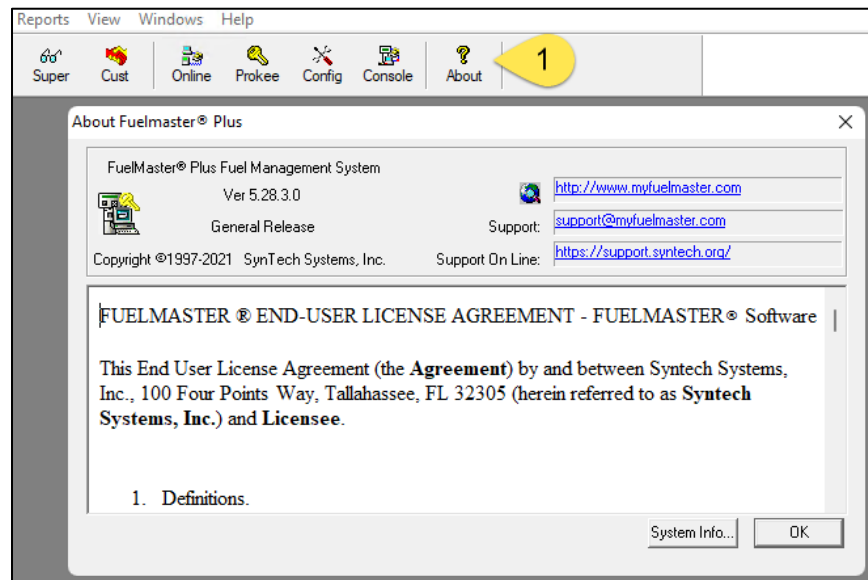 Reports View Windows Help
Super Cust Online Prokee Config Console About
1
About Fuelmaster® Plus
FuelMaster® Plus Fuel Management System
Ver 5.28.3.0
http://www.myfuelmaster.com
General Release
Support: support@myfuelmaster.com
Copyright ©1997-2021 SynTech Systems, Inc.
Support On Line: https://support.syntech.org/
FUELMASTER ® END-USER LICENSE AGREEMENT - FUELMASTER® Software
This End User License Agreement (the Agreement) by and between Syntech Systems,
Inc., 100 Four Points Way, Tallahassee, FL 32305 (herein referred to as Syntech
Systems, Inc.) and Licensee.
1. Definitions.
System Info... OK